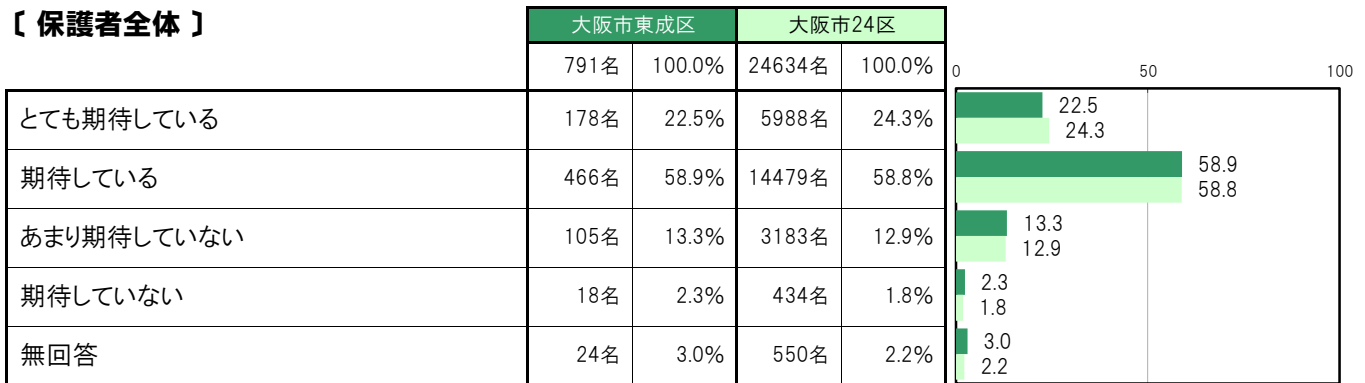 〔 保護者全体 〕
大阪市東成区 大阪市24区
791名 100.0% 24634名 100.0%
0 50 100
とても期待している 178名 22.5% 5988名 24.3%
22.5
24.3
期待している 466名 58.9% 14479名 58.8%
58.9
58.8
あまり期待していない 105名 13.3% 3183名 12.9%
13.3
12.9
期待していない 18名 2.3% 434名 1.8%
2.3
1.8
無回答 24名 3.0% 550名 2.2%
3.0
2.2